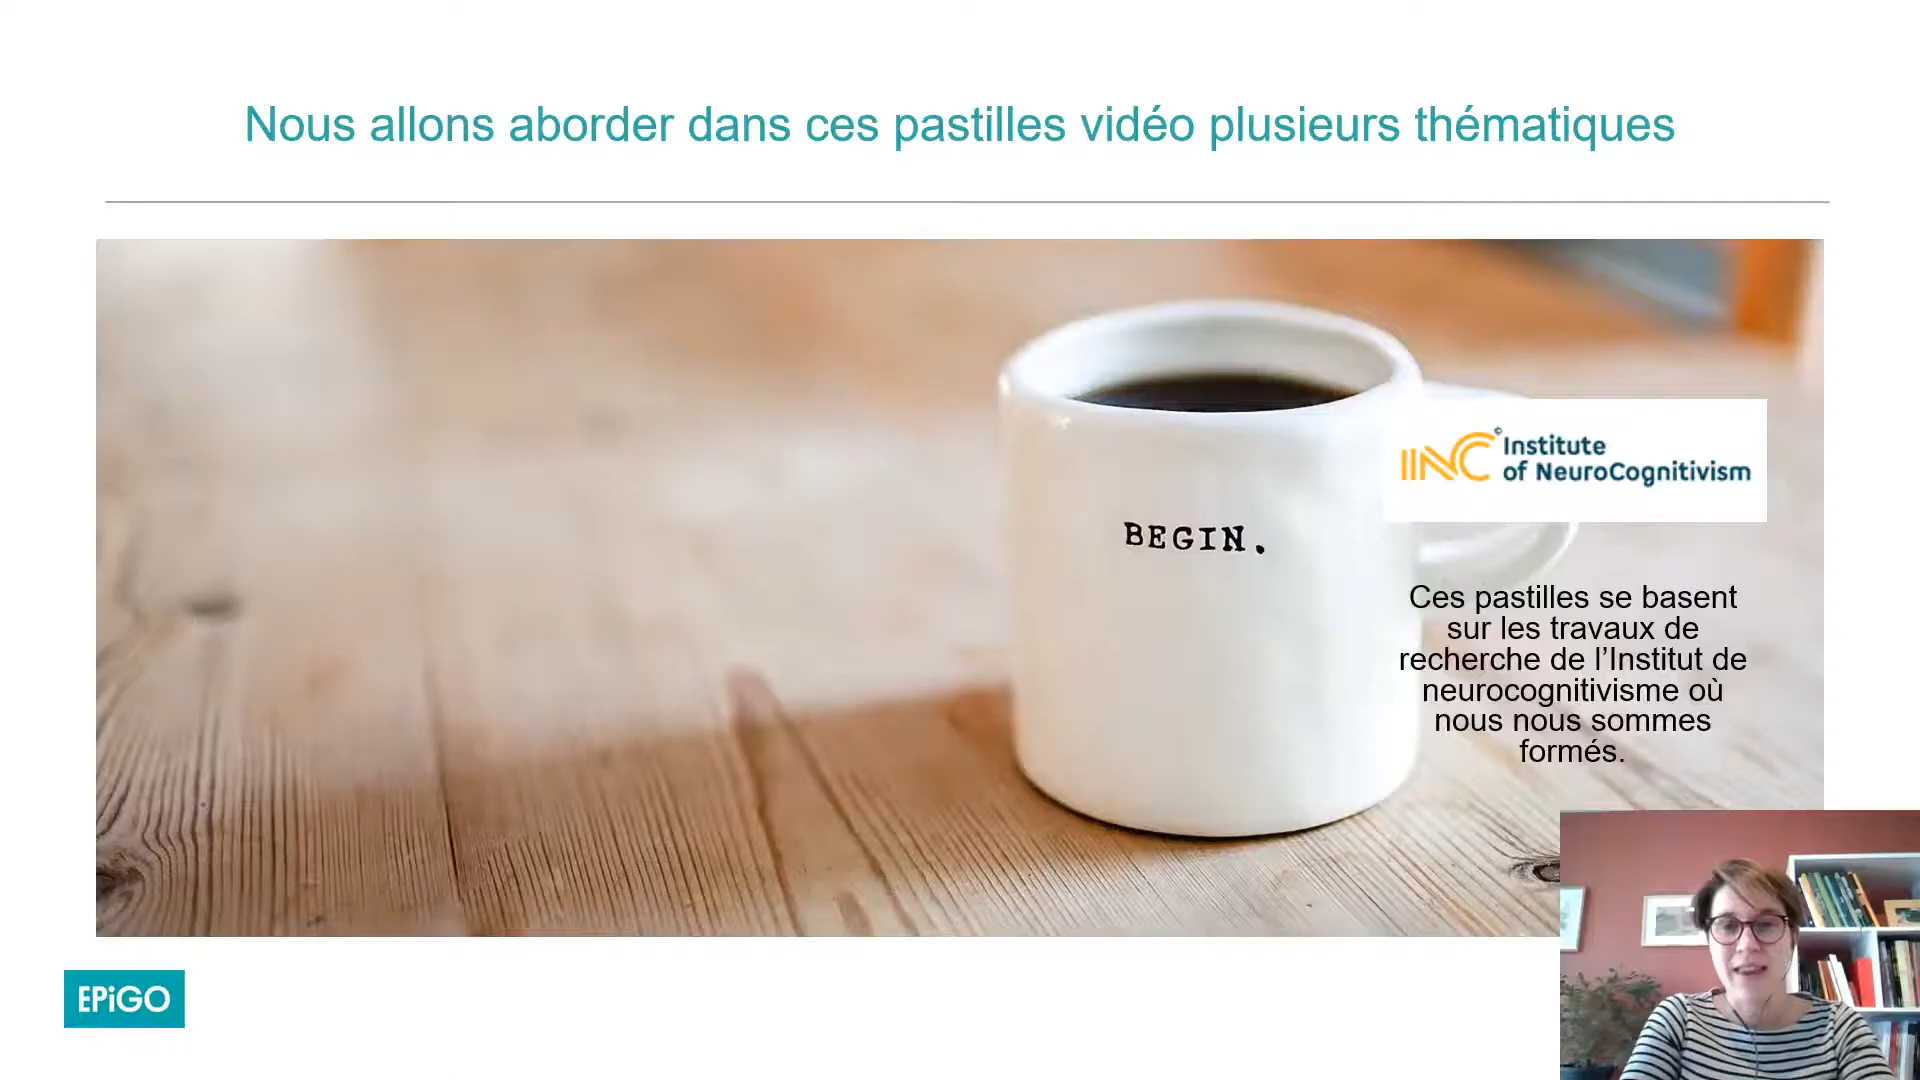 Nous allons aborder dans ces pastilles vidéo plusieurs thématiques
INC© Institute
of NeuroCognitivism
BEGIN.
Ces pastilles se basent
sur les travaux de
recherche de l’Institut de
neurocognitivisme où
nous nous sommes
formés.
EPiGO